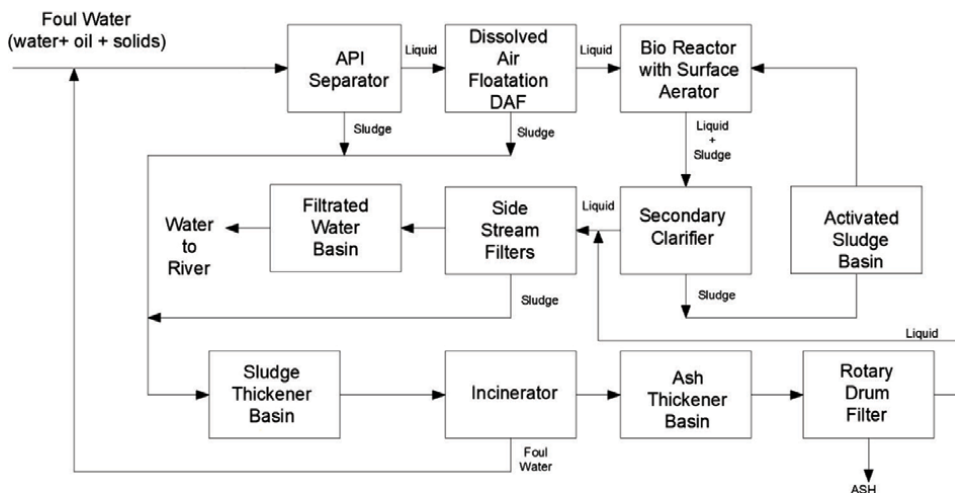 Foul Water
(water+ oil + solids)
API
Separator
Liquid
Dissolved
Air
Floatation
DAF
Liquid
Bio Reactor
with Surface
Aerator
Sludge
Sludge
Liquid
+
Sludge
Water
to
River
Filtrated
Water
Basin
Side
Stream
Filters
Liquid
Secondary
Clarifier
Activated
Sludge
Basin
Sludge
Sludge
Liquid
Sludge
Thickener
Basin
Incinerator
Ash
Thickener
Basin
Rotary
Drum
Filter
Foul
Water
ASH